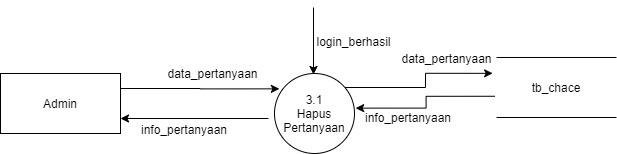 login_berhasil
data_pertanyaan
data_pertanyaan
Admin
3.1
Hapus
Pertanyaan
tb_chace
info_pertanyaan
info_pertanyaan